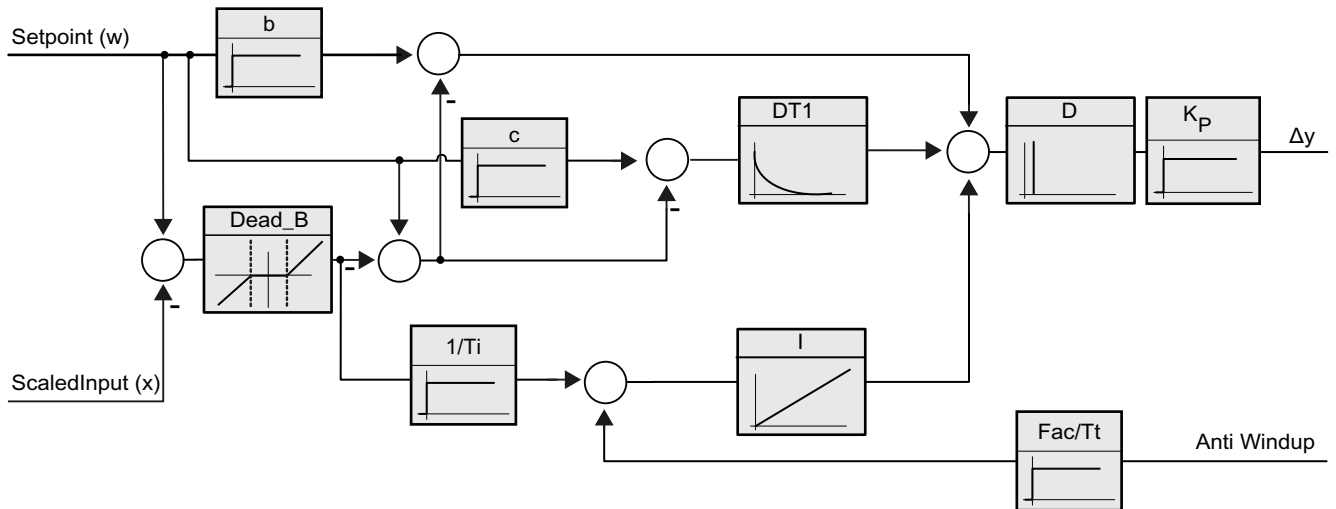 Setpoint (w)
b
-
c
-
DT1
D
K_P
Δy
Dead_B
-
-
ScaledInput (x)
1/Ti
I
Fac/Tt
Anti Windup